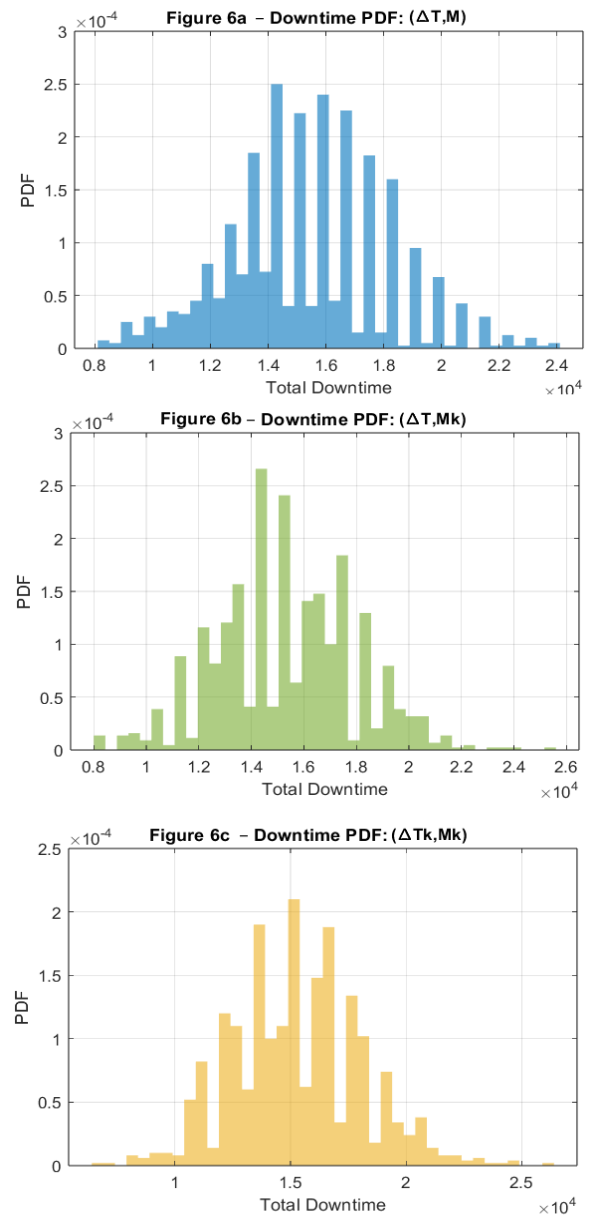 Figure 6a – Downtime PDF: (ΔT,M)
×10⁻⁴
3
2.5
2
1.5
1
0.5
0
PDF
0.8 1 1.2 1.4 1.6 1.8 2 2.2 2.4
Total Downtime
×10⁴
Figure 6b – Downtime PDF: (ΔT,Mk)
×10⁻⁴
3
2.5
2
1.5
1
0.5
0
PDF
0.8 1 1.2 1.4 1.6 1.8 2 2.2 2.4 2.6
Total Downtime
×10⁴
Figure 6c – Downtime PDF: (ΔTk,Mk)
×10⁻⁴
2.5
2
1.5
1
0.5
0
PDF
1 1.5 2 2.5
Total Downtime
×10⁴